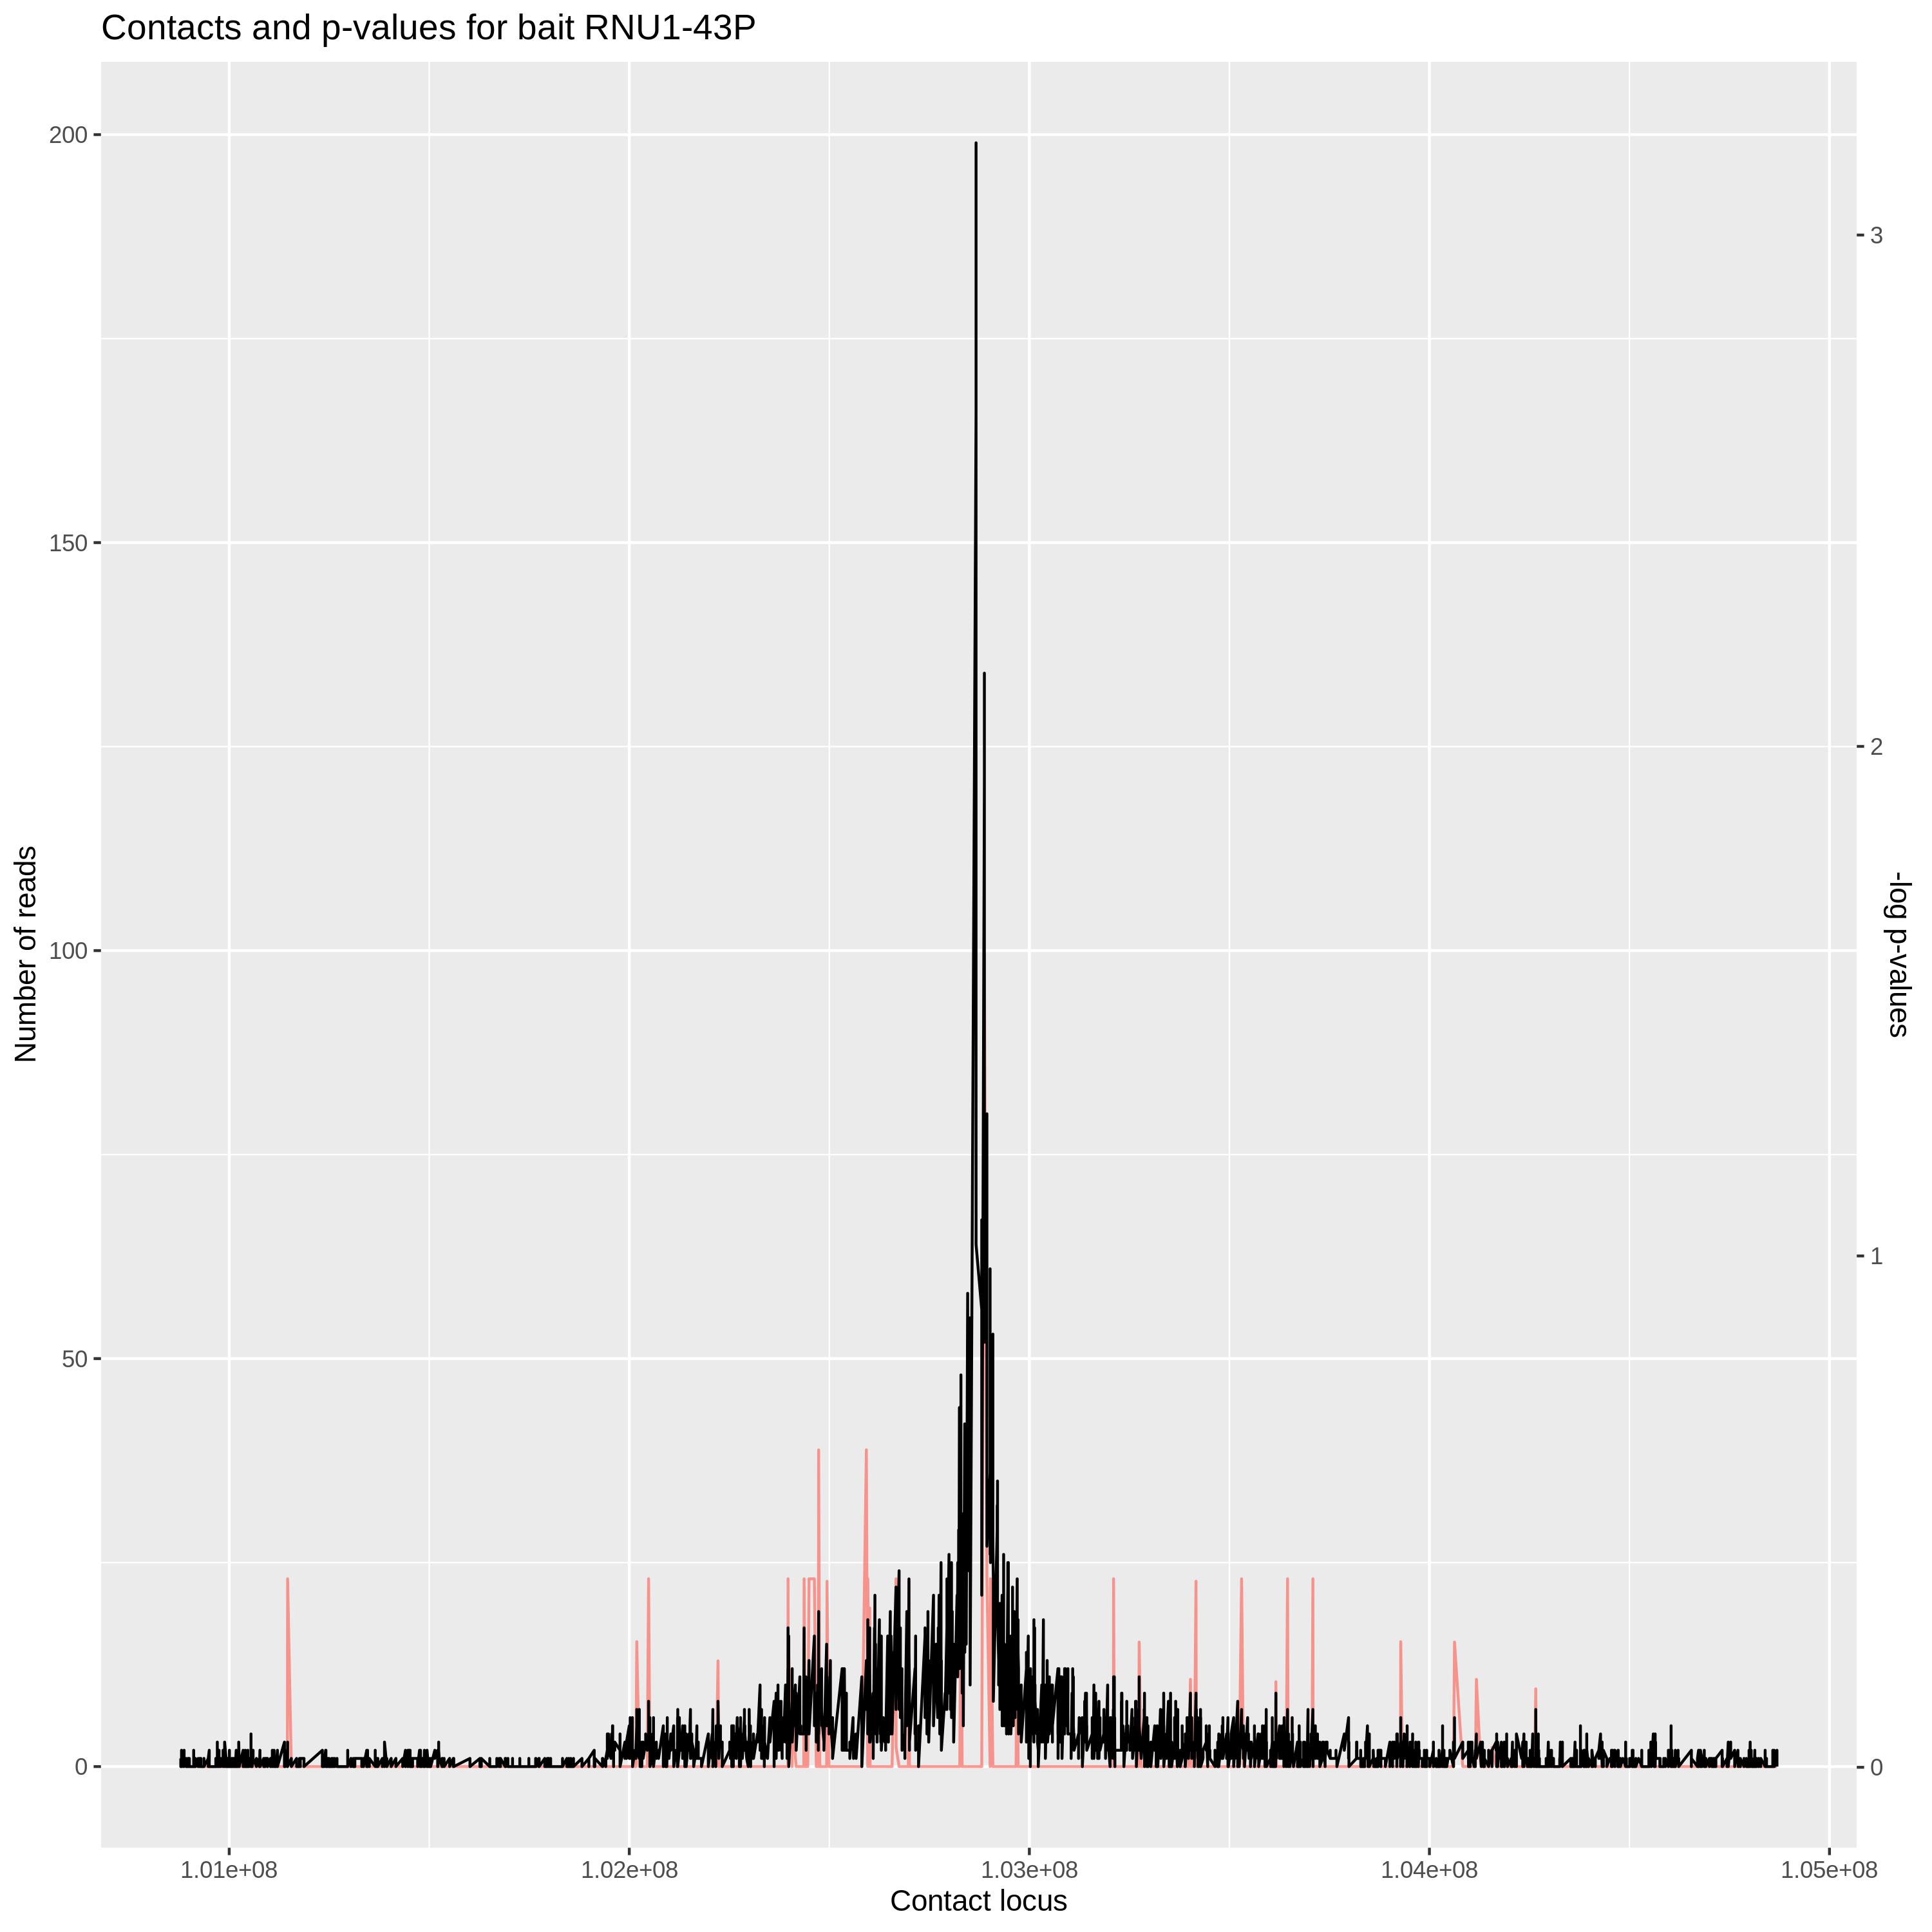 Contacts and p-values for bait RNU1-43P
200
150
100
50
0
Number of reads
3
2
1
0
-log p-values
1.01e+08
1.02e+08
1.03e+08
1.04e+08
1.05e+08
Contact locus